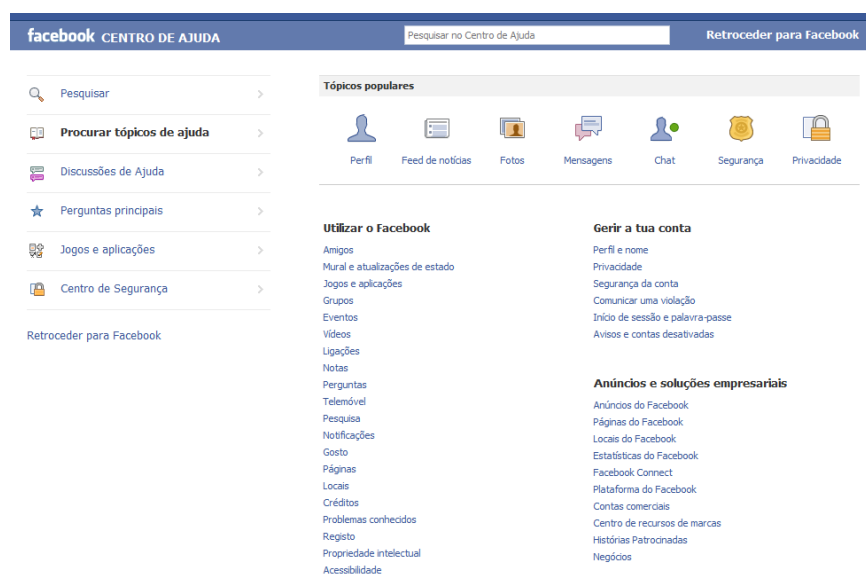 facebook CENTRO DE AJUDA
Pesquisar no Centro de Ajuda
Retroceder para Facebook
Pesquisar
Procurar tópicos de ajuda
Discussões de Ajuda
Perguntas principais
Jogos e aplicações
Centro de Segurança
Retroceder para Facebook
Tópicos populares
Perfil
Feed de notícias
Fotos
Mensagens
Chat
Segurança
Privacidade
Utilizar o Facebook
Amigos
Mural e atualizações de estado
Jogos e aplicações
Grupos
Eventos
Vídeos
Ligações
Notas
Perguntas
Telemóvel
Pesquisa
Notificações
Gosto
Páginas
Locais
Créditos
Problemas conhecidos
Registo
Propriedade intelectual
Acessibilidade
Gerir a tua conta
Perfil e nome
Privacidade
Segurança da conta
Comunicar uma violação
Início de sessão e palavra-passe
Avisos e contas desativadas
Anúncios e soluções empresariais
Anúncios do Facebook
Páginas do Facebook
Locais do Facebook
Estatísticas do Facebook
Facebook Connect
Plataforma do Facebook
Contas comerciais
Centro de recursos de marcas
Histórias Patrocinadas
Negócios